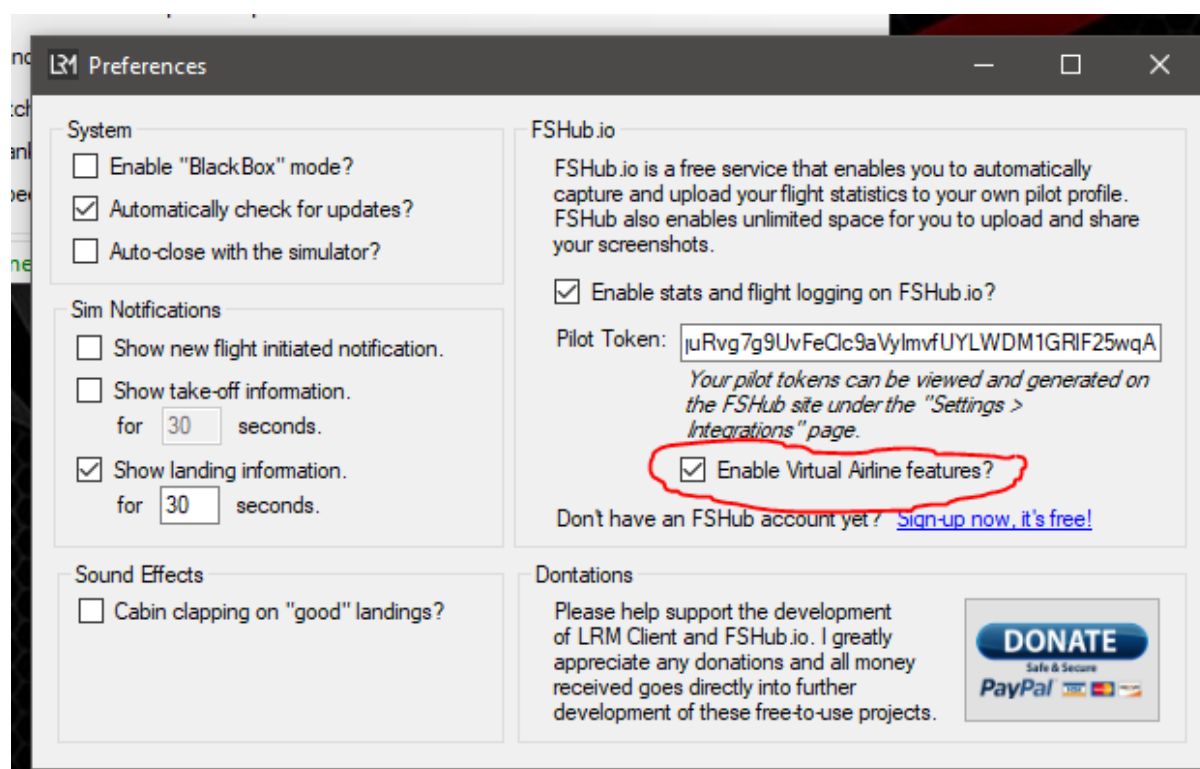 LRM Preferences
System
Enable "BlackBox" mode?
Automatically check for updates?
Auto-close with the simulator?
Sim Notifications
Show new flight initiated notification.
Show take-off information.
for 30 seconds.
Show landing information.
for 30 seconds.
Sound Effects
Cabin clapping on "good" landings?
FSHub.io
FSHub.io is a free service that enables you to automatically
capture and upload your flight statistics to your own pilot profile.
FSHub also enables unlimited space for you to upload and share
your screenshots.
Enable stats and flight logging on FSHub.io?
Pilot Token:
Your pilot tokens can be viewed and generated on
the FSHub site under the "Settings >
Integrations" page.
Enable Virtual Airline features?
Don't have an FSHub account yet? Sign-up now, it's free!
Dontations
Please help support the development
of LRM Client and FSHub.io. I greatly
appreciate any donations and all money
received goes directly into further
development of these free-to-use projects.
DONATE
Safe & Secure
PayPal VISA